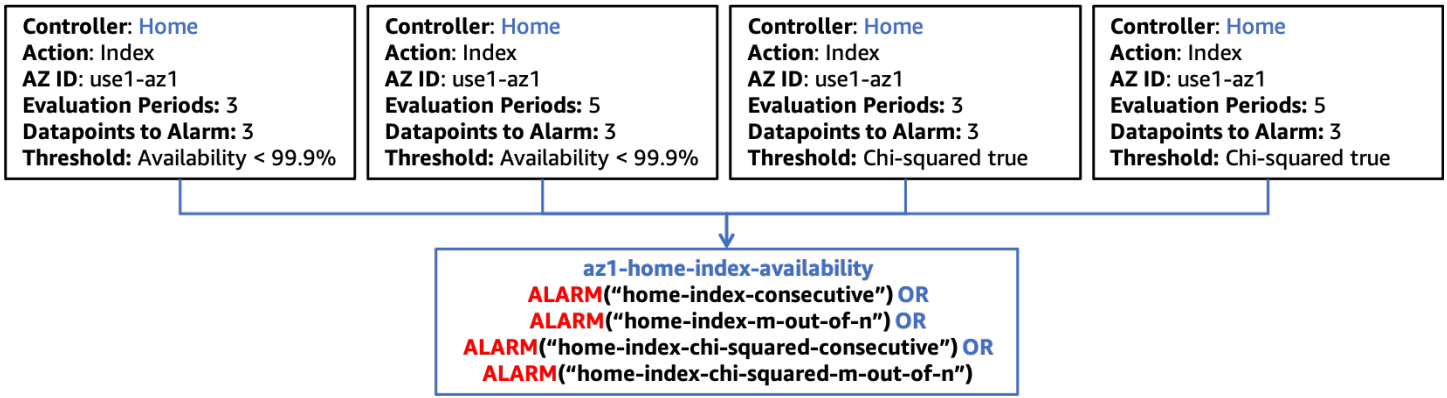 Controller: Home
Action: Index
AZ ID: use1-az1
Evaluation Periods: 3
Datapoints to Alarm: 3
Threshold: Availability < 99.9%
Controller: Home
Action: Index
AZ ID: use1-az1
Evaluation Periods: 5
Datapoints to Alarm: 3
Threshold: Availability < 99.9%
Controller: Home
Action: Index
AZ ID: use1-az1
Evaluation Periods: 3
Datapoints to Alarm: 3
Threshold: Chi-squared true
Controller: Home
Action: Index
AZ ID: use1-az1
Evaluation Periods: 5
Datapoints to Alarm: 3
Threshold: Chi-squared true
az1-home-index-availability
ALARM(“home-index-consecutive”) OR
ALARM(“home-index-m-out-of-n”) OR
ALARM(“home-index-chi-squared-consecutive”) OR
ALARM(“home-index-chi-squared-m-out-of-n”)